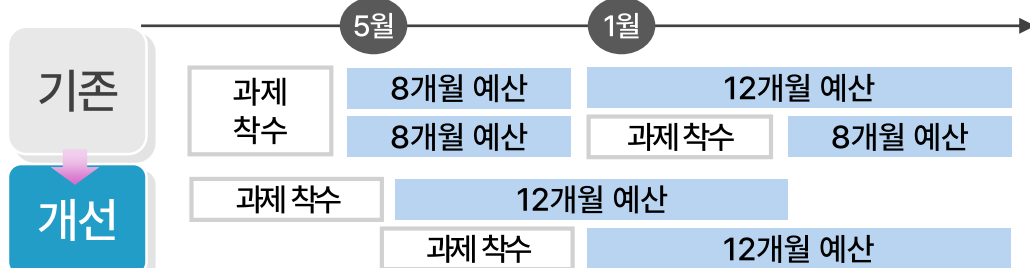 5월 1월
기존
과제
착수
8개월 예산 12개월 예산
8개월 예산 과제 착수 8개월 예산
개선
과제 착수 12개월 예산
과제 착수 12개월 예산